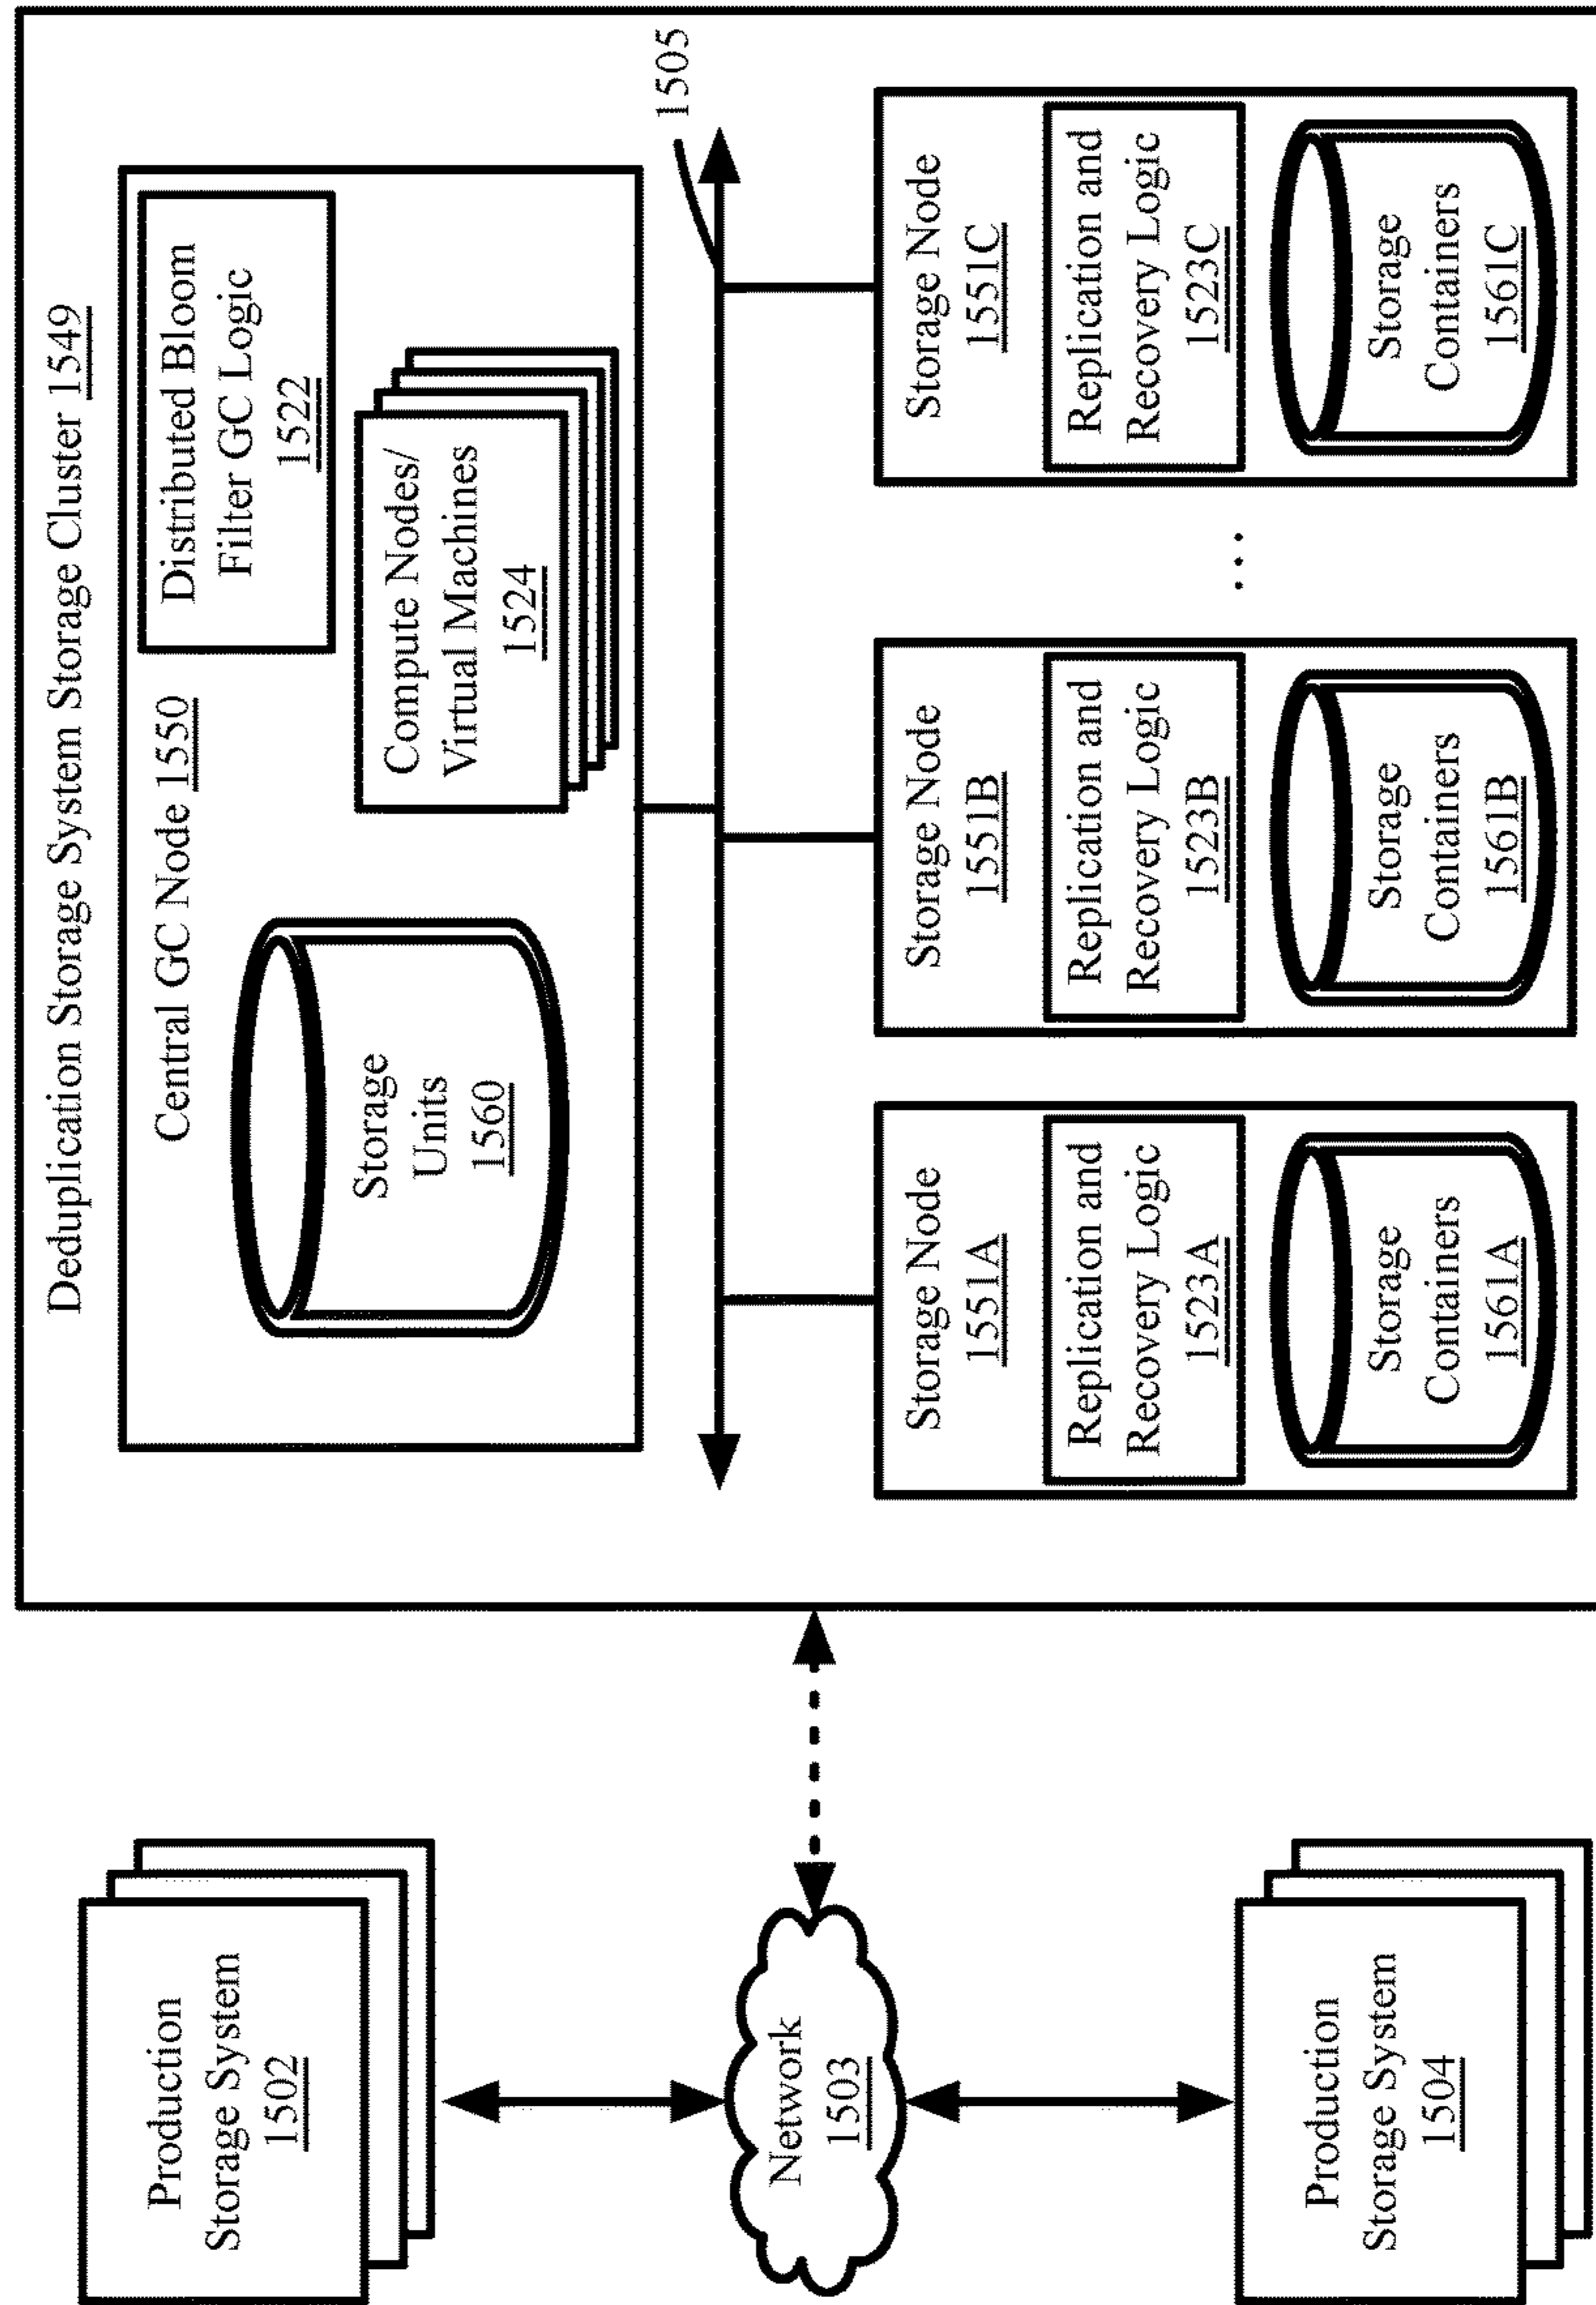 Deduplication Storage System Storage Cluster 1549
Production
Storage System
1502
Network
1503
Production
Storage System
1504
Central GC Node 1550
Storage
Units
1560
Distributed Bloom
Filter GC Logic
1522
Compute Nodes/
Virtual Machines
1524
1505
Storage Node
1551A
Replication and
Recovery Logic
1523A
Storage
Containers
1561A
Storage Node
1551B
Replication and
Recovery Logic
1523B
Storage
Containers
1561B
...
Storage Node
1551C
Replication and
Recovery Logic
1523C
Storage
Containers
1561C